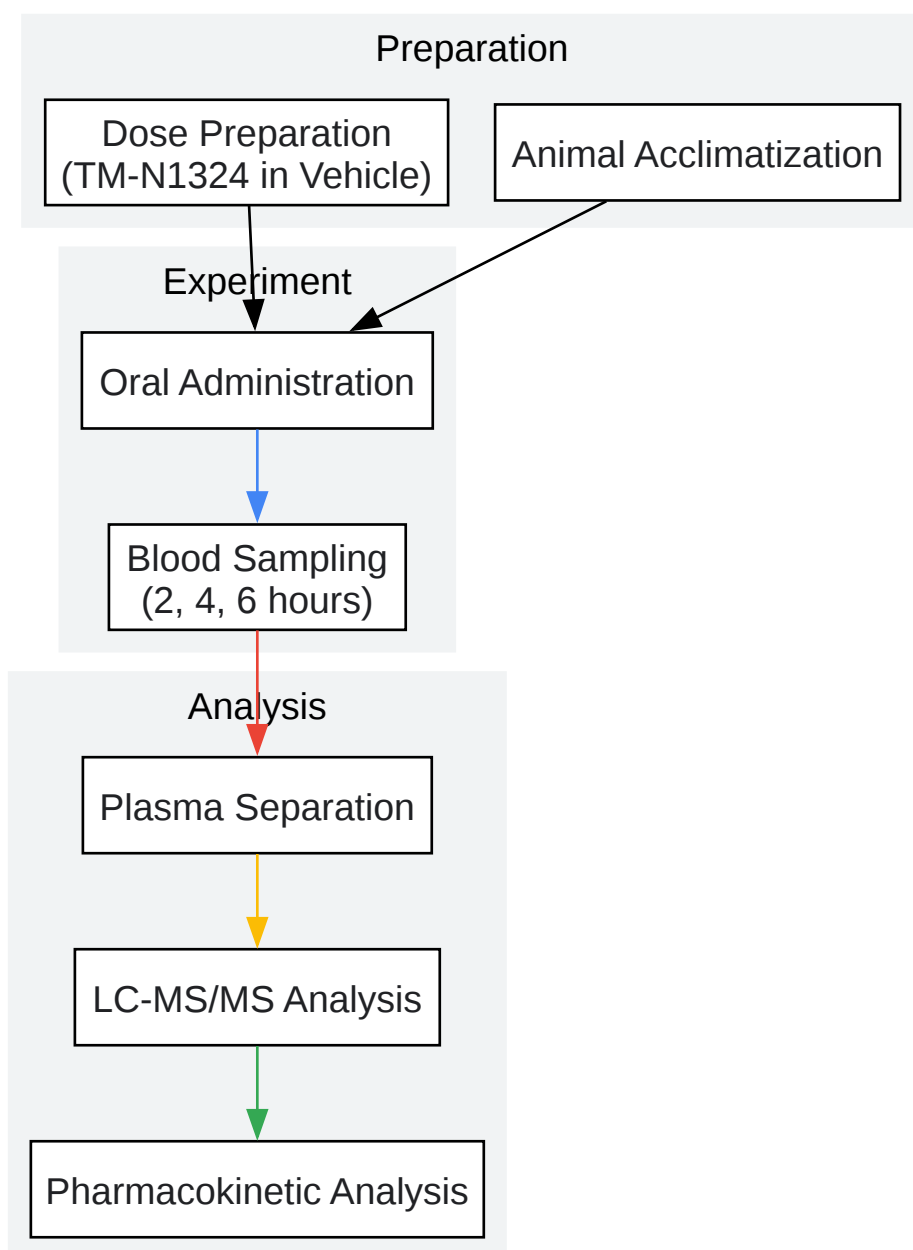 Preparation
Dose Preparation
(TM-N1324 in Vehicle)
Animal Acclimatization
Experiment
Oral Administration
Blood Sampling
(2, 4, 6 hours)
Analysis
Plasma Separation
LC-MS/MS Analysis
Pharmacokinetic Analysis